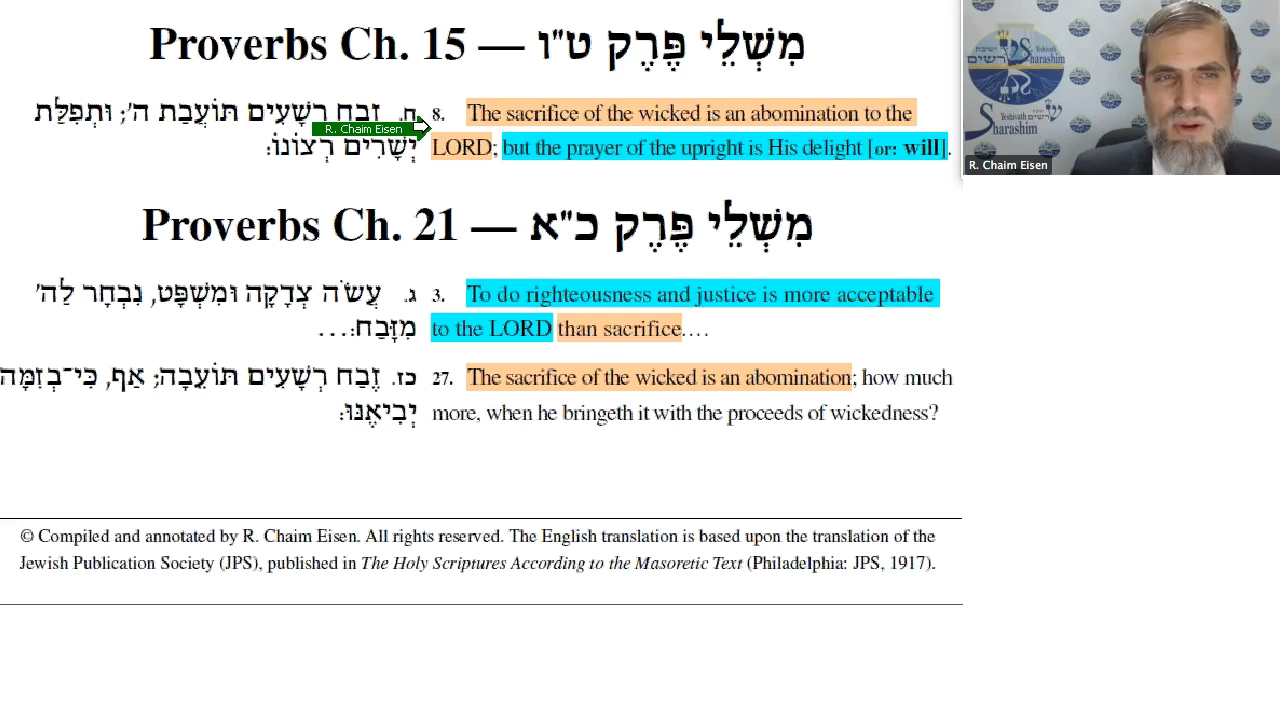 Proverbs Ch. 15 — מִשְׁלֵי פֶּרֶק ט"ו
ח. זֶבַח רְשָׁעִים תּוֹעֲבַת ה'; וּתְפִלַּת
יְשָׁרִים רְצוֹנוֹ:
8. The sacrifice of the wicked is an abomination to the
LORD; but the prayer of the upright is His delight [or: will].
R. Chaim Eisen
Proverbs Ch. 21 — מִשְׁלֵי פֶּרֶק כ"א
ג. עֲשֹׂה צְדָקָה וּמִשְׁפָּט, נִבְחָר לַה'
מִזָּבַח:...
3. To do righteousness and justice is more acceptable
to the LORD than sacrifice....
כז. זֶבַח רְשָׁעִים תּוֹעֵבָה; אַף, כִּי־בְזִמָּה
יְבִיאֶנּוּ:
27. The sacrifice of the wicked is an abomination; how much
more, when he bringeth it with the proceeds of wickedness?
© Compiled and annotated by R. Chaim Eisen. All rights reserved. The English translation is based upon the translation of the
Jewish Publication Society (JPS), published in The Holy Scriptures According to the Masoretic Text (Philadelphia: JPS, 1917).
ישיבת שרשים
Yeshivath
Sharashim
R. Chaim Eisen